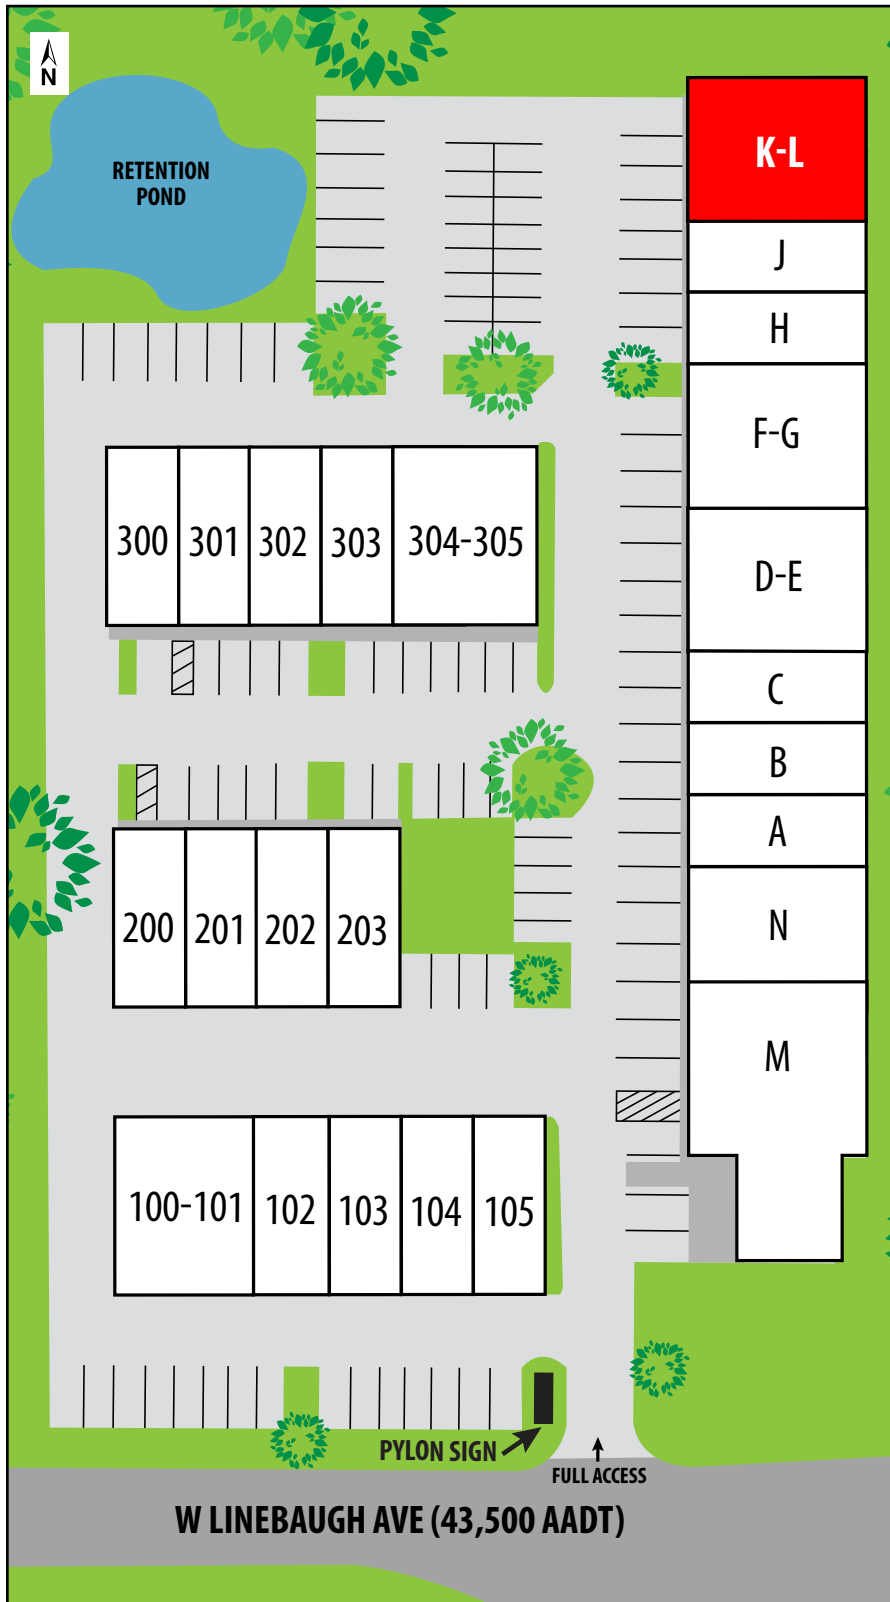 N
RETENTION
POND
K-L
J
H
F-G
D-E
C
B
A
N
M
300
301
302
303
304-305
200
201
202
203
100-101
102
103
104
105
PYLON SIGN
FULL ACCESS
W LINEBAUGH AVE (43,500 AADT)